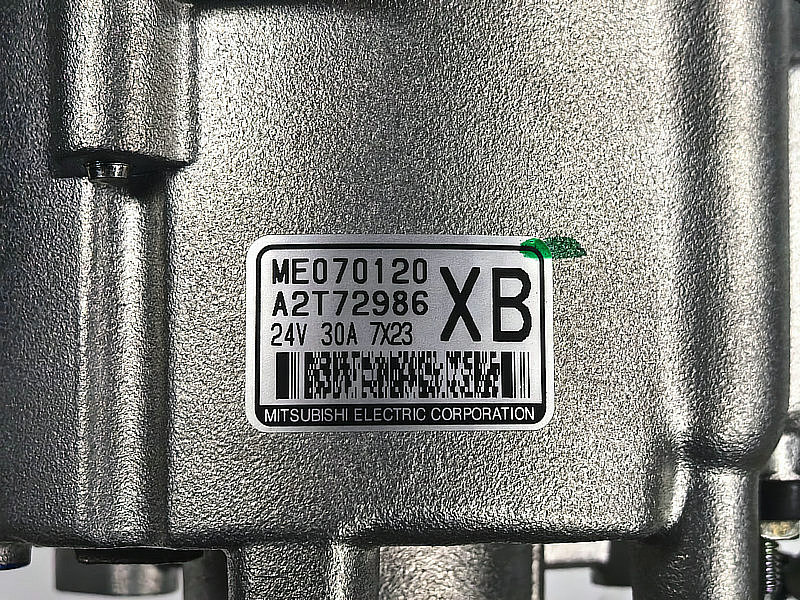 ME070120
A2T72986
XB
24V 30A 7X23
MITSUBISHI ELECTRIC CORPORATION